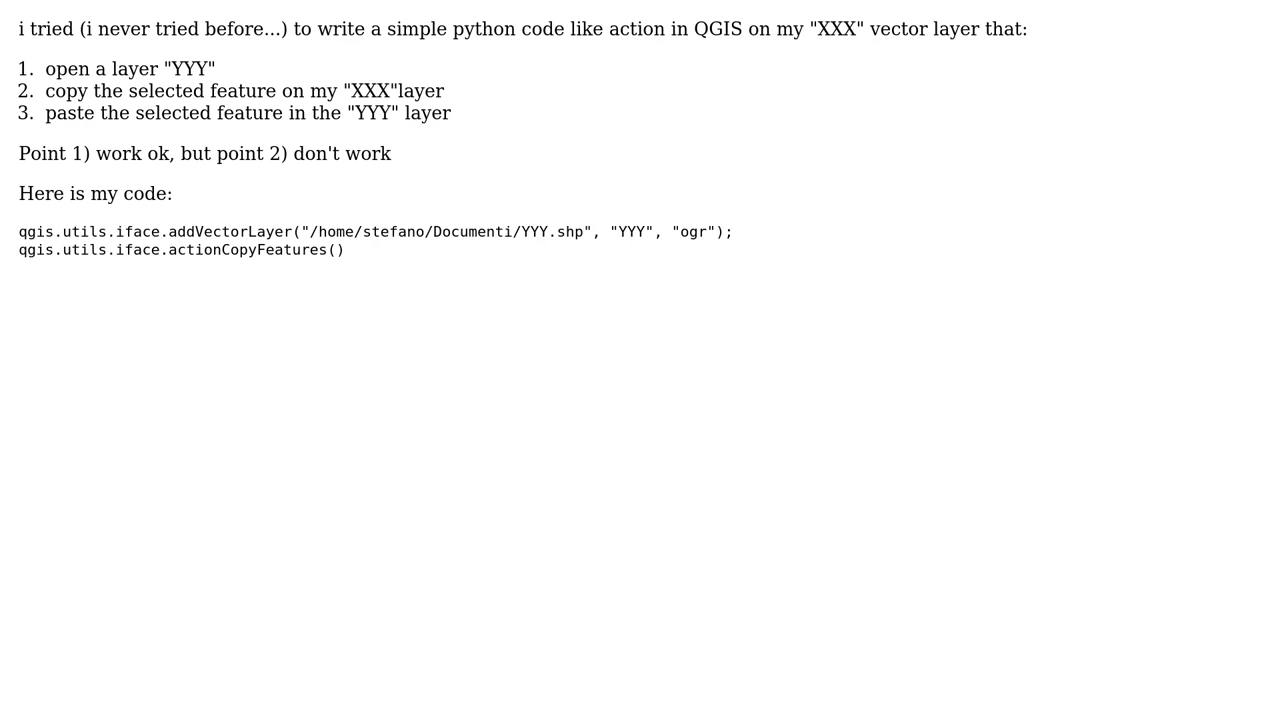 i tried (i never tried before...) to write a simple python code like action in QGIS on my "XXX" vector layer that:
1. open a layer "YYY"
2. copy the selected feature on my "XXX"layer
3. paste the selected feature in the "YYY" layer
Point 1) work ok, but point 2) don't work
Here is my code:
qgis.utils.iface.addVectorLayer("/home/stefano/Documenti/YYY.shp", "YYY", "ogr");
qgis.utils.iface.actionCopyFeatures()